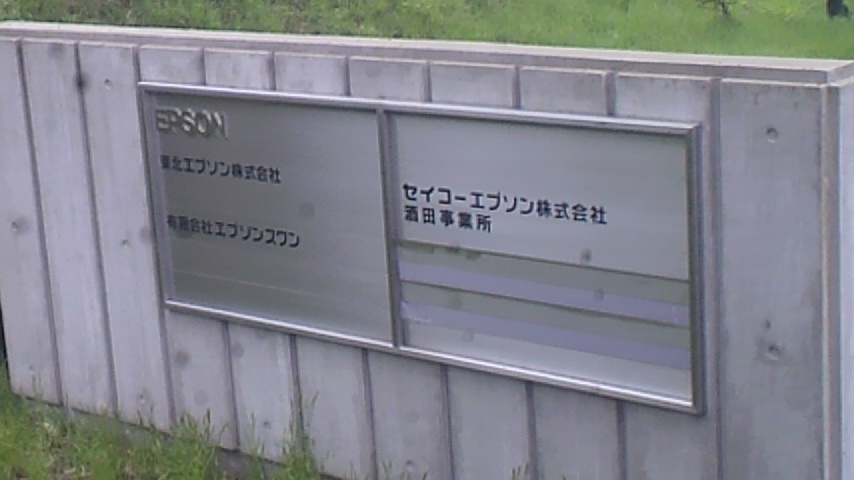 EPSON
東北エプソン株式会社
有限会社エプソンスワン
セイコーエプソン株式会社
酒田事業所